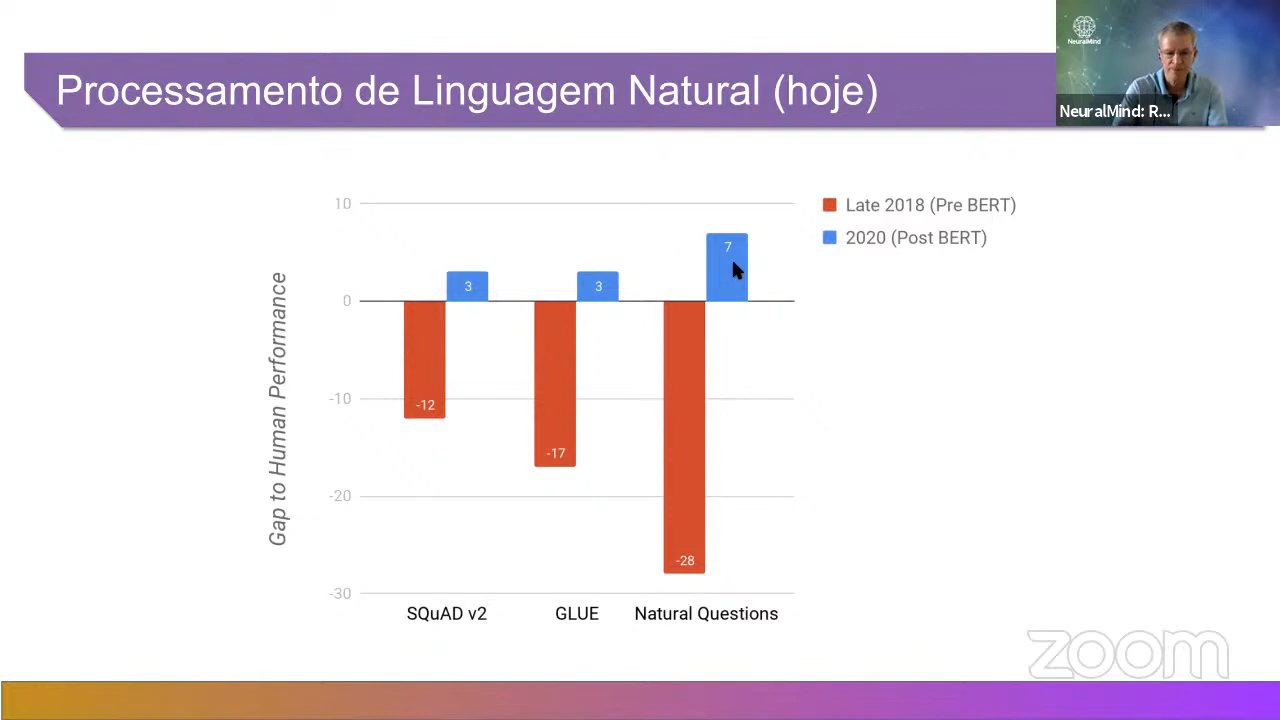 Processamento de Linguagem Natural (hoje)
NeuralMind
NeuralMind: R...
Late 2018 (Pre BERT)
2020 (Post BERT)
Gap to Human Performance
10
0
-10
-20
-30
3
3
7
-12
-17
-28
SQuAD v2
GLUE
Natural Questions
zoom